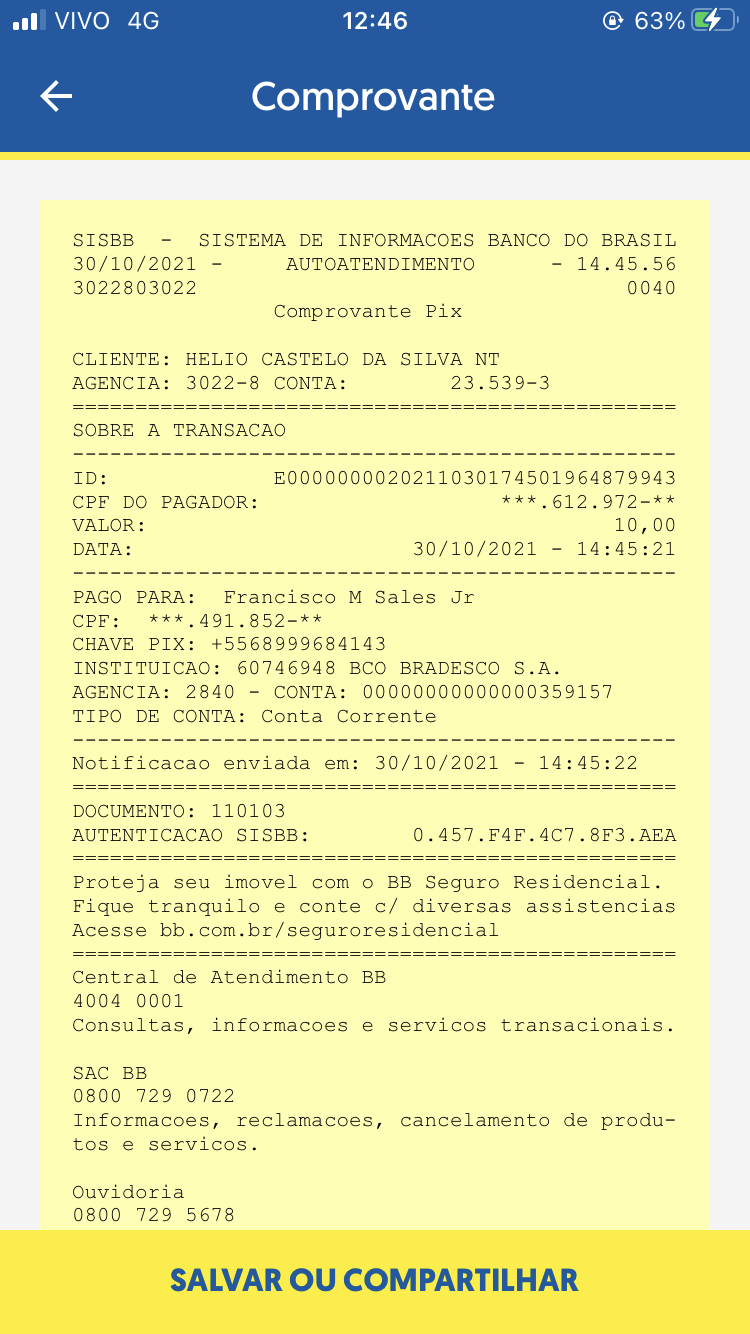 VIVO 4G 12:46 63%
Comprovante
SISBB - SISTEMA DE INFORMACOES BANCO DO BRASIL
30/10/2021 - AUTOATENDIMENTO - 14.45.56
3022803022 0040
Comprovante Pix
CLIENTE: HELIO CASTELO DA SILVA NT
AGENCIA: 3022-8 CONTA: 23.539-3
================================================
SOBRE A TRANSACAO
------------------------------------------------
ID: E0000000020211030174501964879943
CPF DO PAGADOR: ***.612.972-**
VALOR: 10,00
DATA: 30/10/2021 - 14:45:21
------------------------------------------------
PAGO PARA: Francisco M Sales Jr
CPF: ***.491.852-**
CHAVE PIX: +5568999684143
INSTITUICAO: 60746948 BCO BRADESCO S.A.
AGENCIA: 2840 - CONTA: 00000000000000359157
TIPO DE CONTA: Conta Corrente
------------------------------------------------
Notificacao enviada em: 30/10/2021 - 14:45:22
================================================
DOCUMENTO: 110103
AUTENTICACAO SISBB: 0.457.F4F.4C7.8F3.AEA
================================================
Proteja seu imovel com o BB Seguro Residencial.
Fique tranquilo e conte c/ diversas assistencias
Acesse bb.com.br/seguroresidencial
================================================
Central de Atendimento BB
4004 0001
Consultas, informacoes e servicos transacionais.
SAC BB
0800 729 0722
Informacoes, reclamacoes, cancelamento de produ-
tos e servicos.
Ouvidoria
0800 729 5678
SALVAR OU COMPARTILHAR